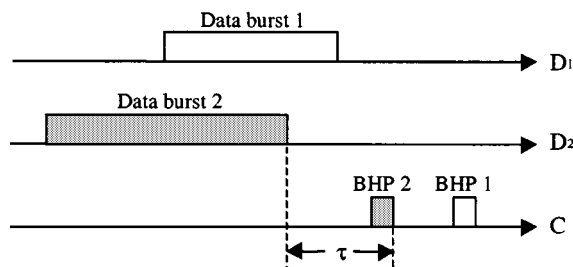 Data burst 1
D1
Data burst 2
D2
BHP 2 BHP 1
C
τ